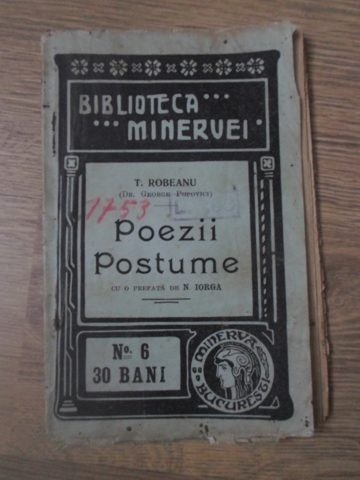 BIBLIOTECA
MINERVEI
T. ROBEANU
(DR. GEORGE POPOVICI)
1753
Poezii
Postume
CU O PREFAȚĂ DE N. IORGA
No. 6
30 BANI
MINERVA
BUCUREȘTI